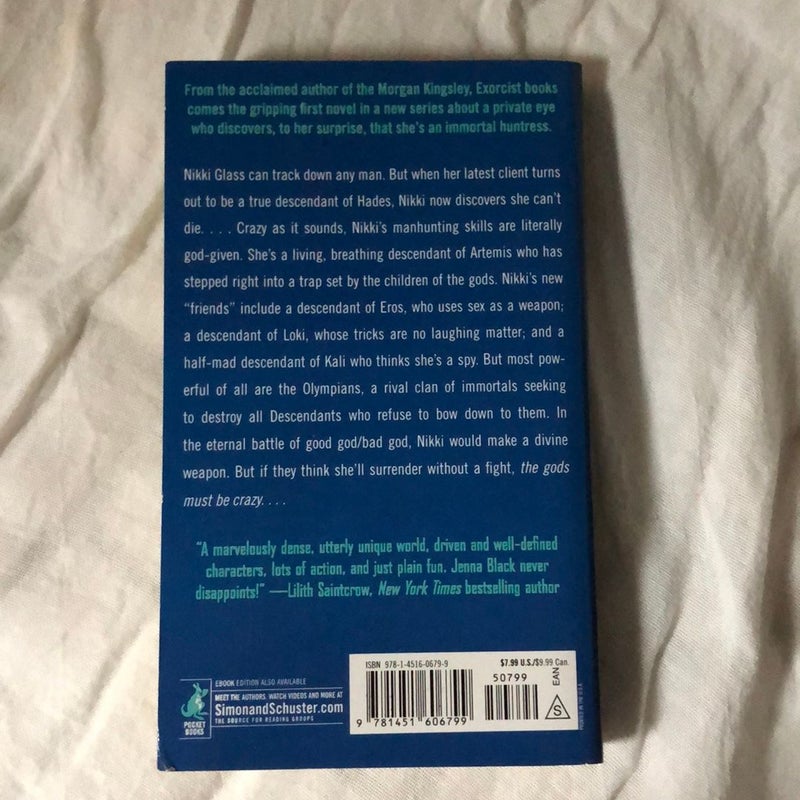 From the acclaimed author of the Morgan Kingsley, Exorcist books
comes the gripping first novel in a new series about a private eye
who discovers, to her surprise, that she's an immortal huntress.
Nikki Glass can track down any man. But when her latest client turns
out to be a true descendant of Hades, Nikki now discovers she can't
die. . . . Crazy as it sounds, Nikki's manhunting skills are literally
god-given. She's a living, breathing descendant of Artemis who has
stepped right into a trap set by the children of the gods. Nikki's new
“friends” include a descendant of Eros, who uses sex as a weapon;
a descendant of Loki, whose tricks are no laughing matter; and a
half-mad descendant of Kali who thinks she's a spy. But most pow-
erful of all are the Olympians, a rival clan of immortals seeking
to destroy all Descendants who refuse to bow down to them. In
the eternal battle of good god/bad god, Nikki would make a divine
weapon. But if they think she'll surrender without a fight, the gods
must be crazy. . . .
“A marvelously dense, utterly unique world, driven and well-defined
characters, lots of action, and just plain fun. Jenna Black never
disappoints!” —Lilith Saintcrow, New York Times bestselling author
POCKET
BOOKS
EBOOK EDITION ALSO AVAILABLE
MEET THE AUTHORS, WATCH VIDEOS AND MORE AT
SimonandSchuster.com
THE SOURCE FOR READING GROUPS
ISBN 978-1-4516-0679-9
$7.99 U.S./$9.99 Can.
50799
9 781451 606799
EAN
S
PRINTED IN THE U.S.A.